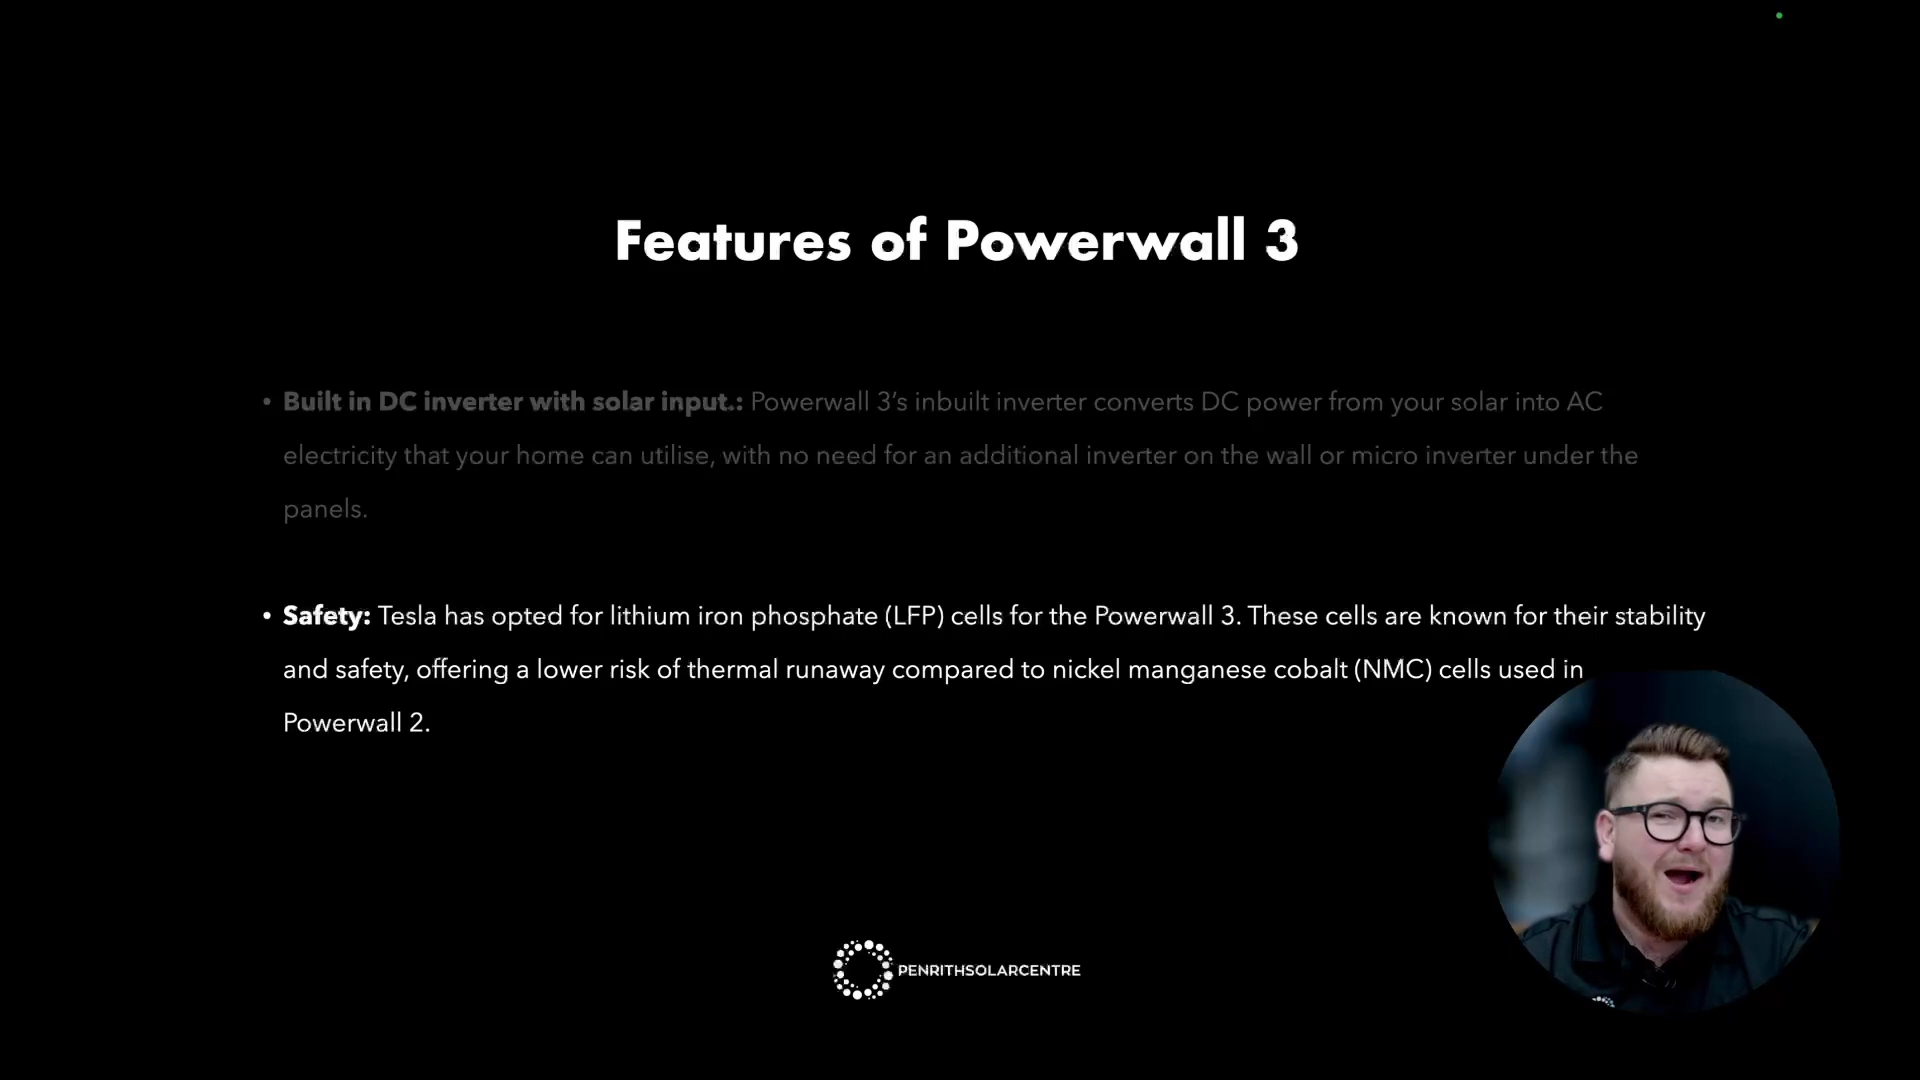 Features of Powerwall 3
• Built in DC inverter with solar input.: Powerwall 3’s inbuilt inverter converts DC power from your solar into AC
electricity that your home can utilise, with no need for an additional inverter on the wall or micro inverter under the
panels.
• Safety: Tesla has opted for lithium iron phosphate (LFP) cells for the Powerwall 3. These cells are known for their stability
and safety, offering a lower risk of thermal runaway compared to nickel manganese cobalt (NMC) cells used in
Powerwall 2.
PENRITHSOLARCENTRE